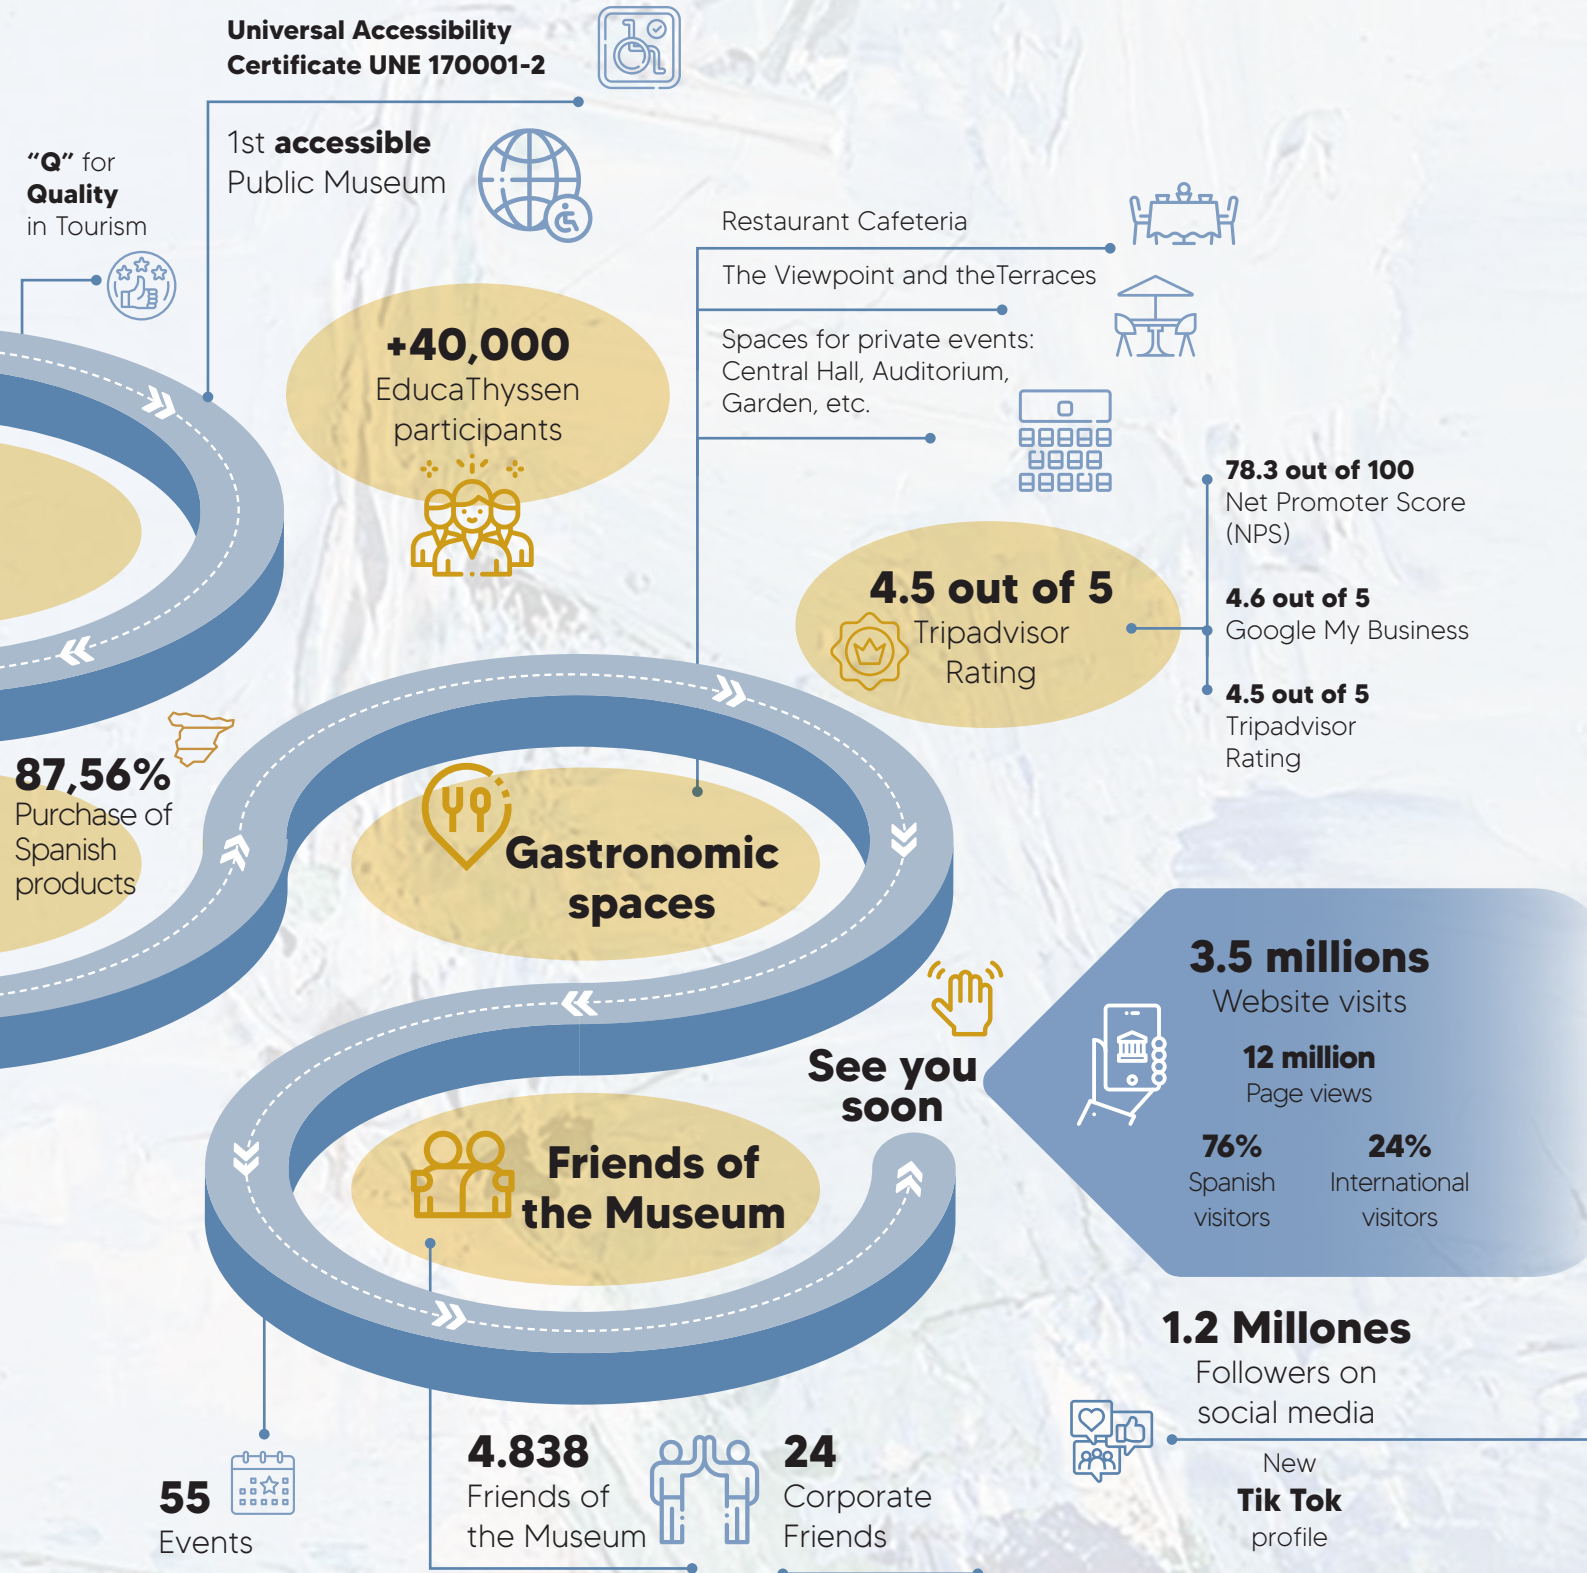 Universal Accessibility
Certificate UNE 170001-2
1st accessible
Public Museum
“Q” for
Quality
in Tourism
Restaurant Cafeteria
The Viewpoint and theTerraces
Spaces for private events:
Central Hall, Auditorium,
Garden, etc.
+40,000
EducaThyssen
participants
78.3 out of 100
Net Promoter Score
(NPS)
4.5 out of 5
Tripadvisor
Rating
4.6 out of 5
Google My Business
4.5 out of 5
Tripadvisor
Rating
87,56%
Purchase of
Spanish
products
Gastronomic
spaces
3.5 millions
Website visits
12 million
Page views
76%
Spanish
visitors
24%
International
visitors
See you
soon
Friends of
the Museum
1.2 Millones
Followers on
social media
New
Tik Tok
profile
55
Events
4.838
Friends of
the Museum
24
Corporate
Friends